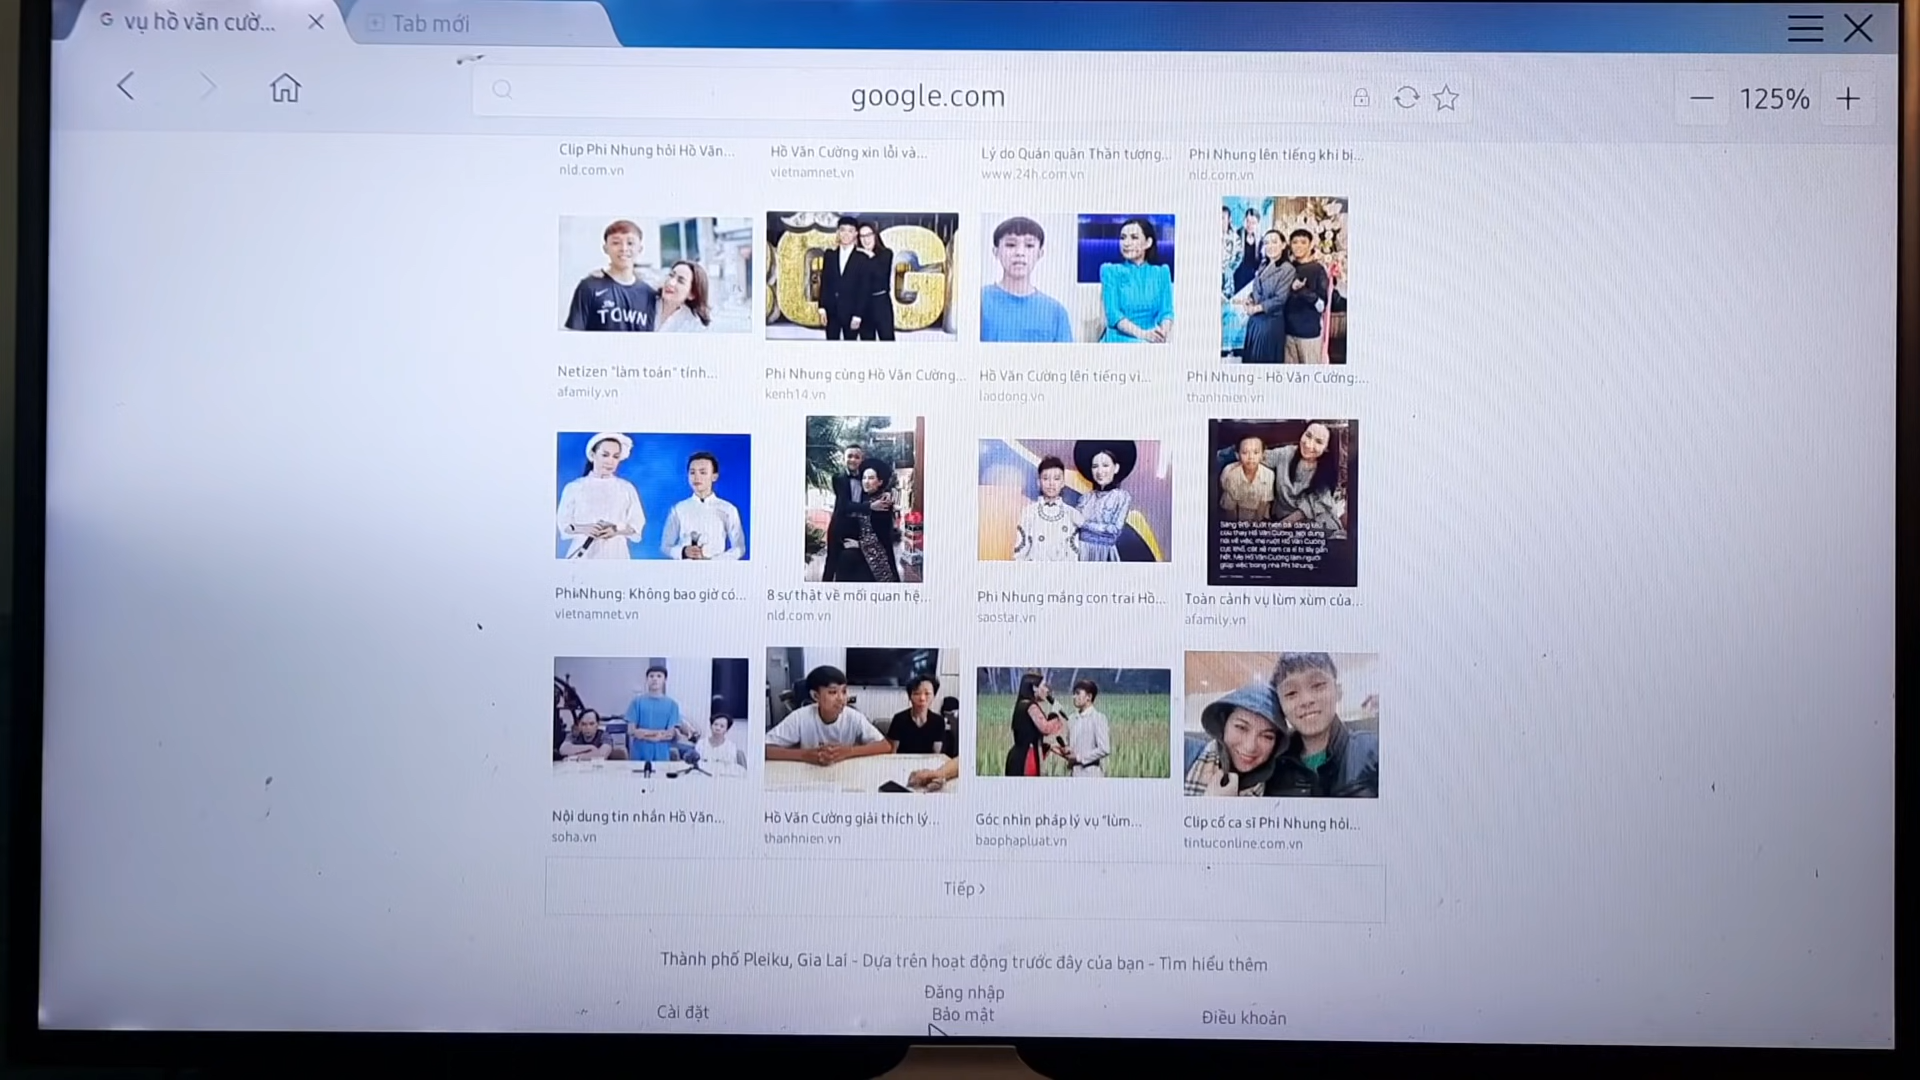 G vụ hồ văn cườ...
Tab mới
google.com
125%
Clip Phi Nhung hỏi Hồ Văn...
nld.com.vn
Hồ Văn Cường xin lỗi và...
vietnamnet.vn
Lý do Quán quân Thần tượng...
www.24h.com.vn
Phi Nhung lên tiếng khi bị...
nld.com.vn
TOWN
Netizen "làm toán" tính...
afamily.vn
Phi Nhung cùng Hồ Văn Cường...
kenh14.vn
Hồ Văn Cường lên tiếng vì...
laodong.vn
Phi Nhung - Hồ Văn Cường:...
thanhnien.vn
Phi Nhung: Không bao giờ có...
vietnamnet.vn
8 sự thật về mối quan hệ...
nld.com.vn
Phi Nhung mắng con trai Hồ...
saostar.vn
Toàn cảnh vụ lùm xùm của...
afamily.vn
Nội dung tin nhắn Hồ Văn...
soha.vn
Hồ Văn Cường giải thích lý...
thanhnien.vn
Góc nhìn pháp lý vụ "lùm...
baophapluat.vn
Clip cố ca sĩ Phi Nhung hỏi...
tintuconline.com.vn
Tiếp >
Thành phố Pleiku, Gia Lai - Dựa trên hoạt động trước đây của bạn - Tìm hiểu thêm
Đăng nhập
Cài đặt
Bảo mật
Điều khoản